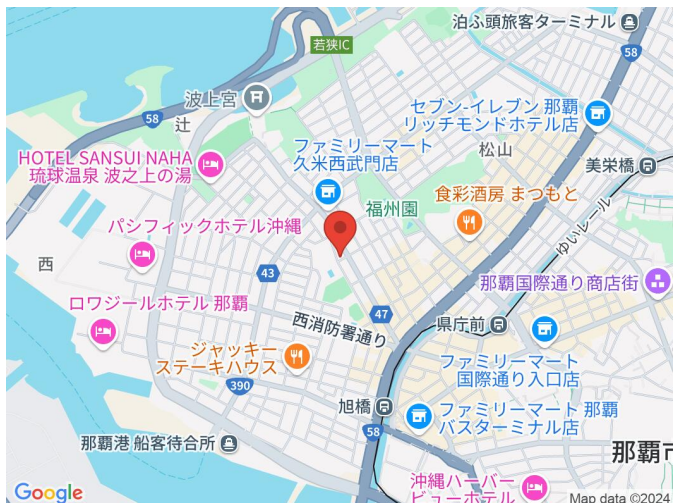 泊ふ頭旅客ターミナル
58
若狭IC
波上宮
セブン-イレブン 那覇
リッチモンドホテル店
58
辻
ファミリーマート
久米西武門店
松山
HOTEL SANSUI NAHA
琉球温泉 波之上の湯
美栄橋
食彩酒房 まつもと
福州園
パシフィックホテル沖縄
ゆいレール
西
43
那覇国際通り商店街
ロワジールホテル 那覇
47
県庁前
西消防署通り
ジャッキー
ステーキハウス
ファミリーマート
国際通り入口店
390
旭橋
ファミリーマート 那覇
バスターミナル店
58
那覇港 船客待合所
那覇市
沖縄ハーバー
ビューホテル
Google
Map data ©2024